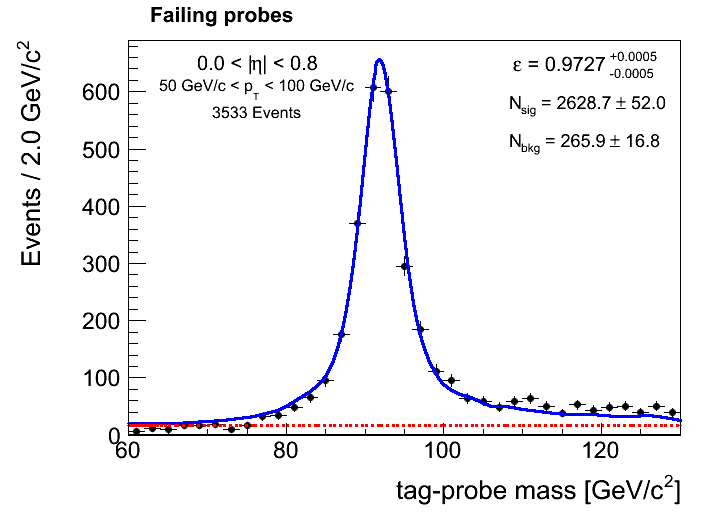 Failing probes
0.0 < |η| < 0.8
50 GeV/c < p_T < 100 GeV/c
3533 Events
ε = 0.9727 +0.0005 -0.0005
N_sig = 2628.7 ± 52.0
N_bkg = 265.9 ± 16.8
Events / 2.0 GeV/c²
600
500
400
300
200
100
0
60 80 100 120
tag-probe mass [GeV/c²]